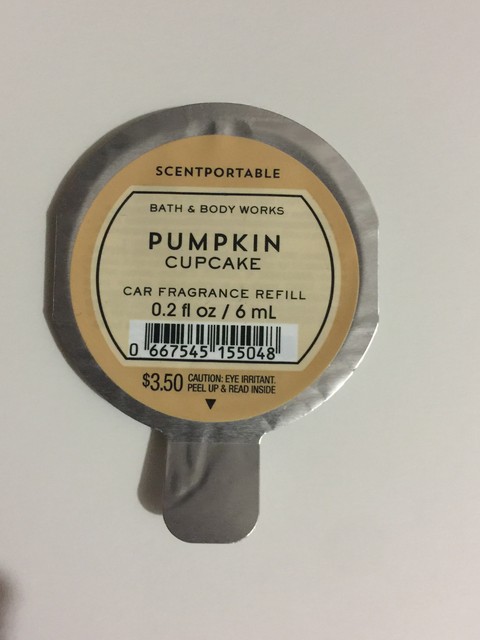 SCENTPORTABLE
BATH & BODY WORKS
PUMPKIN
CUPCAKE
CAR FRAGRANCE REFILL
0.2 fl oz / 6 mL
0 667545 155048
$3.50 CAUTION: EYE IRRITANT.
PEEL UP & READ INSIDE